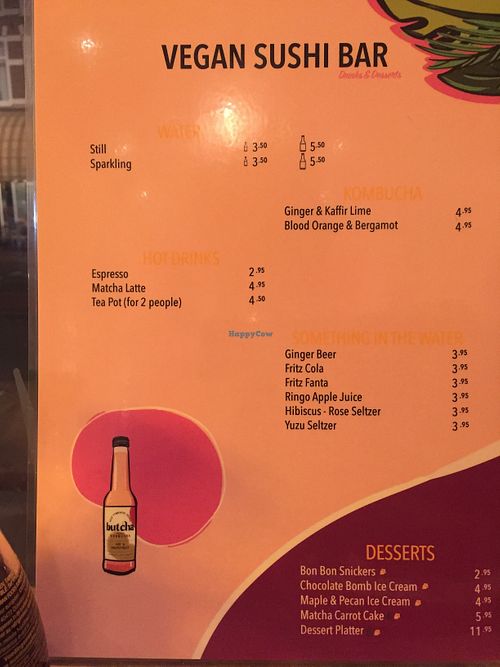 VEGAN SUSHI BAR
Drinks & Desserts
WATER
Still 3.50 5.50
Sparkling 3.50 5.50
KOMBUCHA
Ginger & Kaffir Lime 4.95
Blood Orange & Bergamot 4.95
HOT DRINKS
Espresso 2.95
Matcha Latte 4.95
Tea Pot (for 2 people) 4.50
HappyCow
SOMETHING IN THE WATER
Ginger Beer 3.95
Fritz Cola 3.95
Fritz Fanta 3.95
Ringo Apple Juice 3.95
Hibiscus - Rose Seltzer 3.95
Yuzu Seltzer 3.95
butcha
DESSERTS
Bon Bon Snickers 2.95
Chocolate Bomb Ice Cream 4.95
Maple & Pecan Ice Cream 4.95
Matcha Carrot Cake 5.95
Dessert Platter 11.95